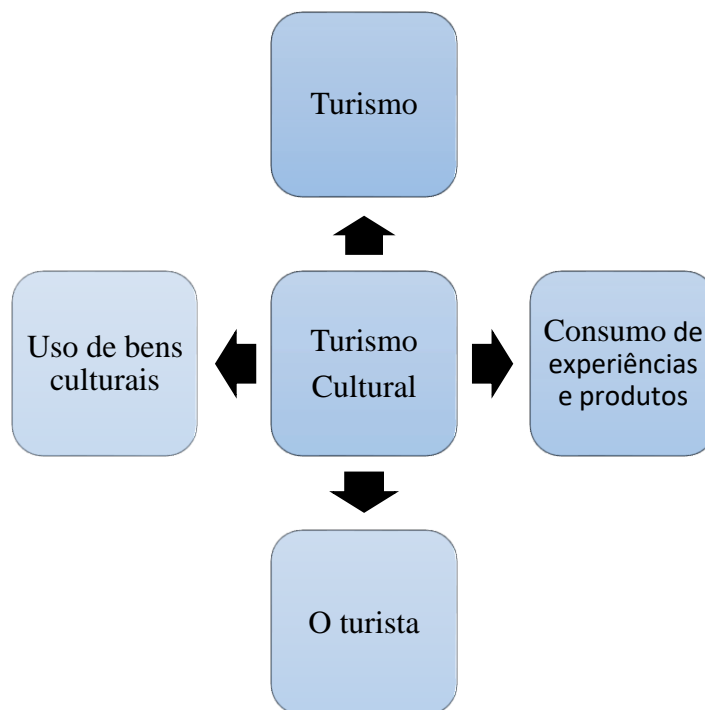 Turismo
Uso de bens
culturais
Turismo
Cultural
Consumo de
experiências
e produtos
O turista